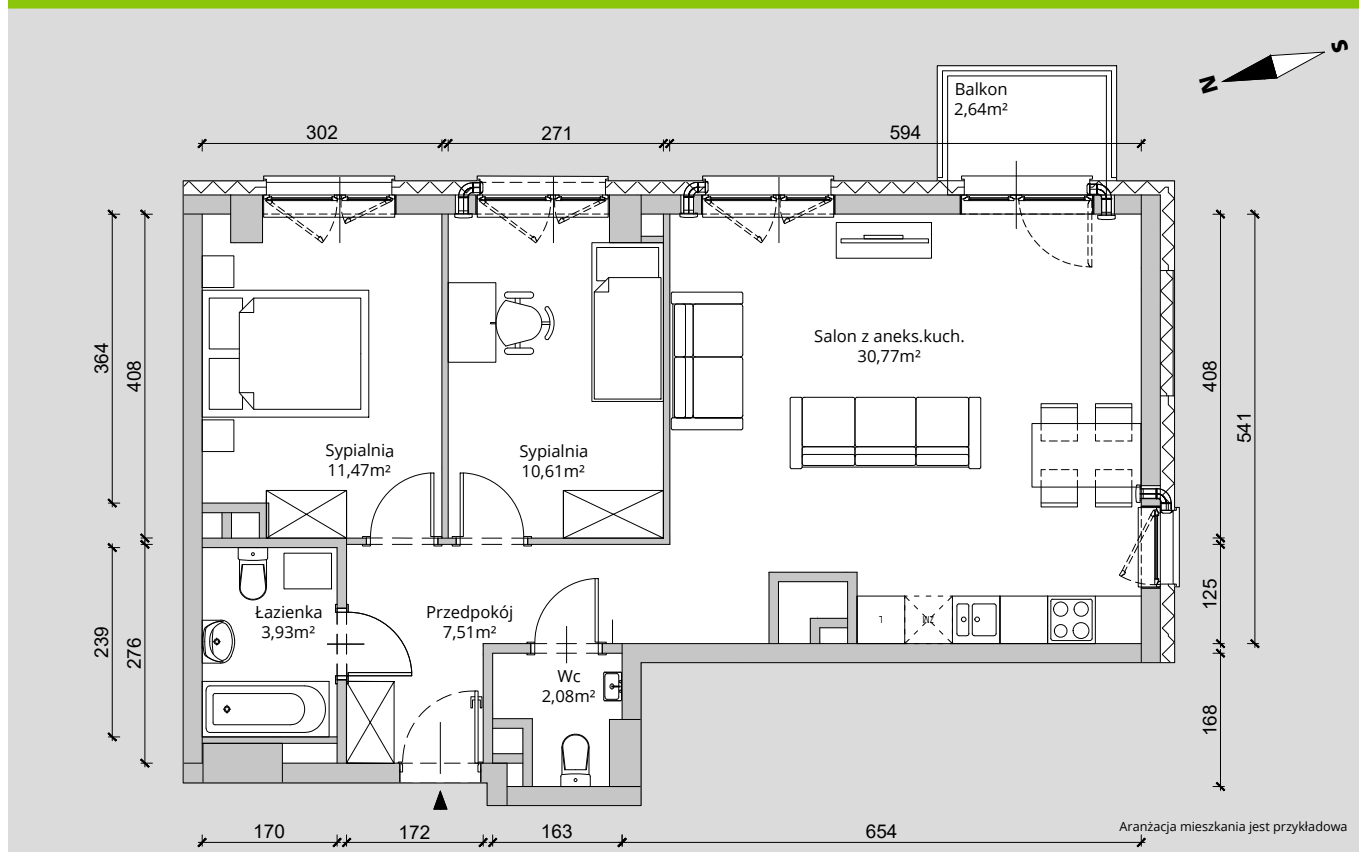 S
N
Balkon
2,64m²
302
271
594
364
408
408
541
Salon z aneks.kuch.
30,77m²
Sypialnia
11,47m²
Sypialnia
10,61m²
Łazienka
3,93m²
Przedpokój
7,51m²
L
ZM
239
276
125
Wc
2,08m²
168
170
172
163
654
Aranżacja mieszkania jest przykładowa